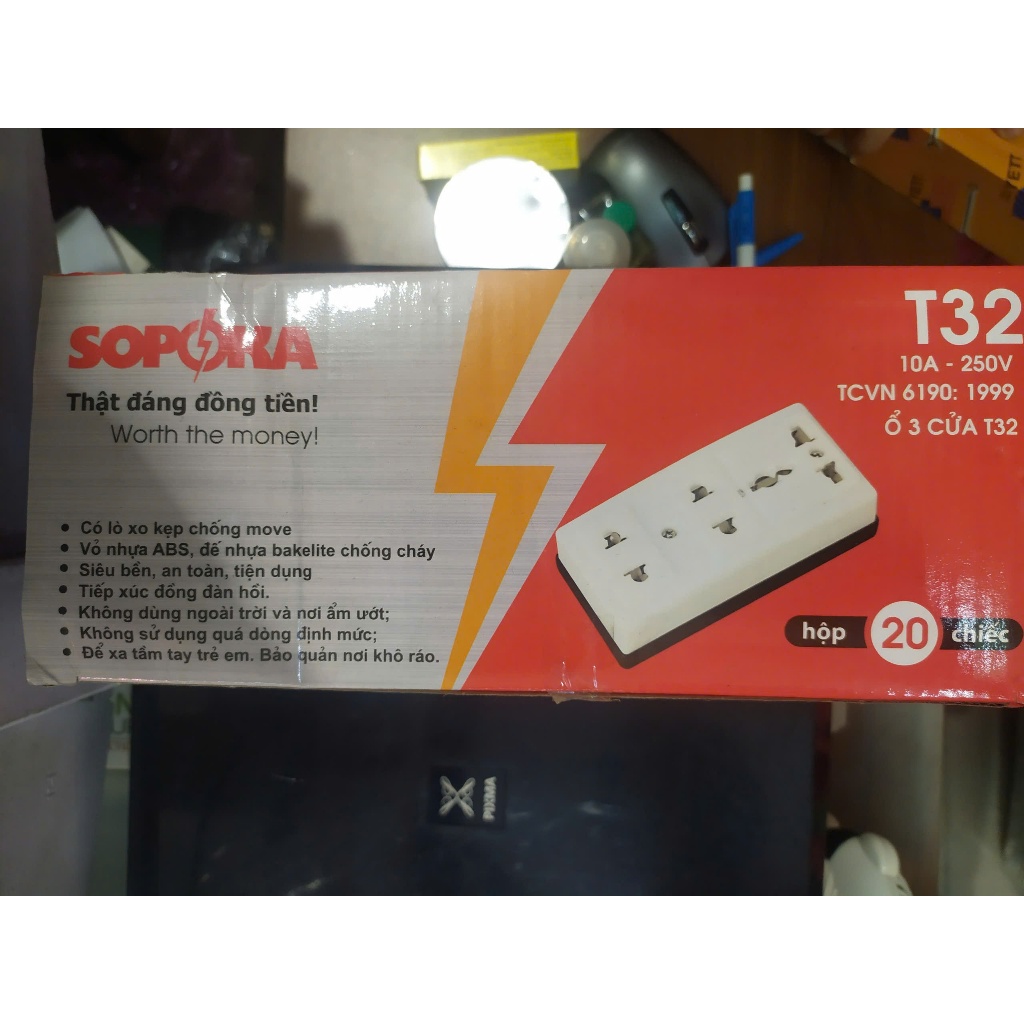 SOPOKA
Thật đáng đồng tiền!
Worth the money!
Có lò xo kẹp chống move
Vỏ nhựa ABS, đế nhựa bakelite chống cháy
Siêu bền, an toàn, tiện dụng
Tiếp xúc đồng đàn hồi.
Không dùng ngoài trời và nơi ẩm ướt;
Không sử dụng quá dòng định mức;
Để xa tầm tay trẻ em. Bảo quản nơi khô ráo.
T32
10A - 250V
TCVN 6190: 1999
Ổ 3 CỬA T32
hộp 20 chiếc
PIXMA